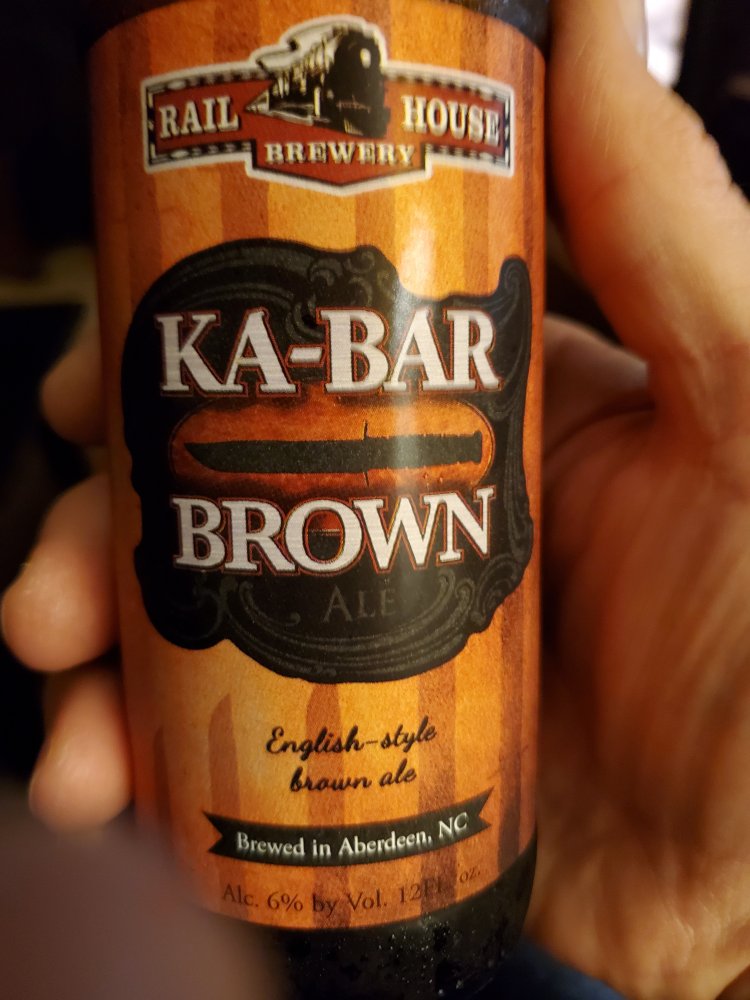 RAIL HOUSE
BREWERY
KA-BAR
BROWN
ALE
English-style
brown ale
Brewed in Aberdeen, NC
Alc. 6% by Vol. 12Fl. oz.